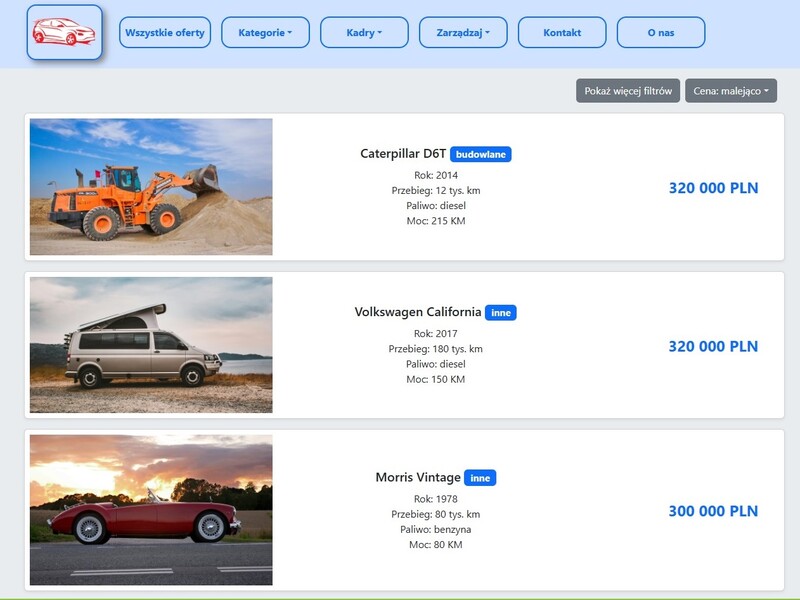 Wszystkie oferty
Kategorie
Kadry
Zarządzaj
Kontakt
O nas
Pokaż więcej filtrów
Cena: malejąco
Caterpillar D6T budowlane
Rok: 2014
Przebieg: 12 tys. km
Paliwo: diesel
Moc: 215 KM
320 000 PLN
Volkswagen California inne
Rok: 2017
Przebieg: 180 tys. km
Paliwo: diesel
Moc: 150 KM
320 000 PLN
Morris Vintage inne
Rok: 1978
Przebieg: 80 tys. km
Paliwo: benzyna
Moc: 80 KM
300 000 PLN